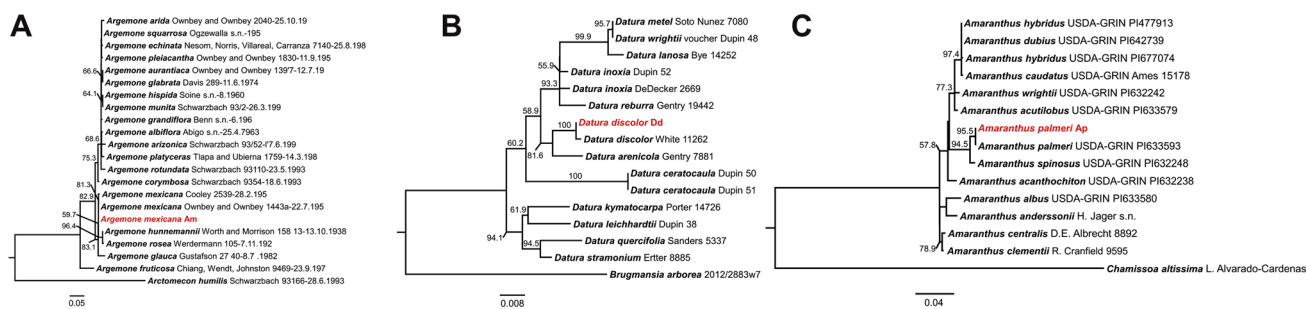 A
Argemone arida Ownbey and Ownbey 2040-25.10.19
Argemone squarrosa Ogzewalla s.n.-195
Argemone echinata Nesom, Norris, Villareal, Carranza 7140-25.8.198
Argemone pleiacantha Ownbey and Ownbey 1830-11.9.195
Argemone aurantiaca Ownbey and Ownbey 139'7-12.7.19
66.6
Argemone glabrata Davis 289-11.6.1974
Argemone hispida Soine s.n.-8.1960
64.1
Argemone munita Schwarzbach 93/2-26.3.199
Argemone grandiflora Benn s.n.-6.196
Argemone albiflora Abigo s.n.-25.4.7963
68.6
Argemone arizonica Schwarzbach 93/52-I'7.6.199
75.3
Argemone platyceras Tlapa and Ubierna 1759-14.3.198
Argemone rotundata Schwarzbach 93110-23.5.1993
81.3
Argemone corymbosa Schwarzbach 9354-18.6.1993
82.9
Argemone mexicana Cooley 2539-28.2.195
Argemone mexicana Ownbey and Ownbey 1443a-22.7.195
59.7
Argemone mexicana Am
96.4
Argemone hunnemannii Worth and Morrison 158 13-13.10.1938
Argemone rosea Werdermann 105-7.11.192
83.1
Argemone glauca Gustafson 27 40-8.7 .1982
Argemone fruticosa Chiang, Wendt, Johnston 9469-23.9.197
Arctomecon humilis Schwarzbach 93166-28.6.1993
0.05
B
95.7
Datura metel Soto Nunez 7080
Datura wrightii voucher Dupin 48
99.9
Datura lanosa Bye 14252
55.9
Datura inoxia Dupin 52
93.3
Datura inoxia DeDecker 2669
Datura reburra Gentry 19442
58.9
100
Datura discolor Dd
Datura discolor White 11262
60.2
81.6
Datura arenicola Gentry 7881
100
Datura ceratocaula Dupin 50
Datura ceratocaula Dupin 51
61.9
Datura kymatocarpa Porter 14726
Datura leichhardtii Dupin 38
94.1
94.5
Datura quercifolia Sanders 5337
Datura stramonium Ertter 8885
Brugmansia arborea 2012/2883w7
0.008
C
Amaranthus hybridus USDA-GRIN PI477913
Amaranthus dubius USDA-GRIN PI642739
97.4
Amaranthus hybridus USDA-GRIN PI677074
Amaranthus caudatus USDA-GRIN Ames 15178
77.3
Amaranthus wrightii USDA-GRIN PI632242
Amaranthus acutilobus USDA-GRIN PI633579
95.5
Amaranthus palmeri Ap
57.8
94.5
Amaranthus palmeri USDA-GRIN PI633593
Amaranthus spinosus USDA-GRIN PI632248
Amaranthus acanthochiton USDA-GRIN PI632238
Amaranthus albus USDA-GRIN PI633580
Amaranthus anderssonii H. Jager s.n.
Amaranthus centralis D.E. Albrecht 8892
78.9
Amaranthus clementii R. Cranfield 9595
Chamissoa altissima L. Alvarado-Cardenas
0.04